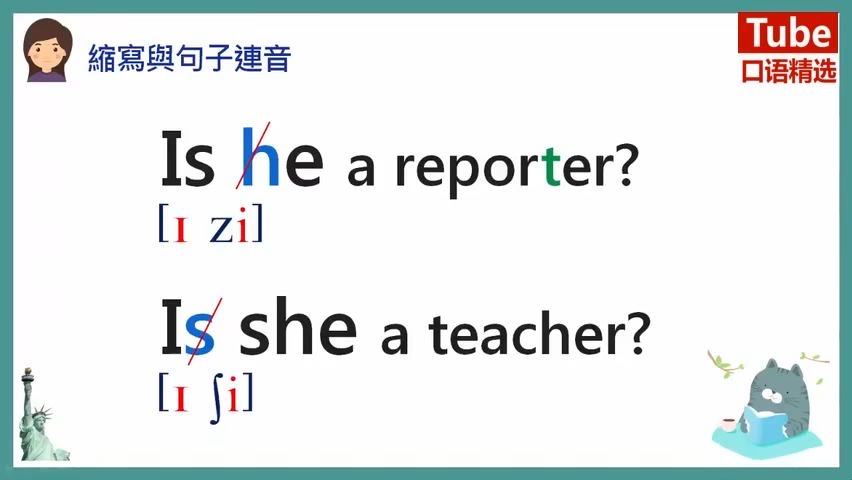 縮寫與句子連音
Tube
口语精选
Is he a reporter?
[ɪ zi]
Is she a teacher?
[ɪ ʃi]